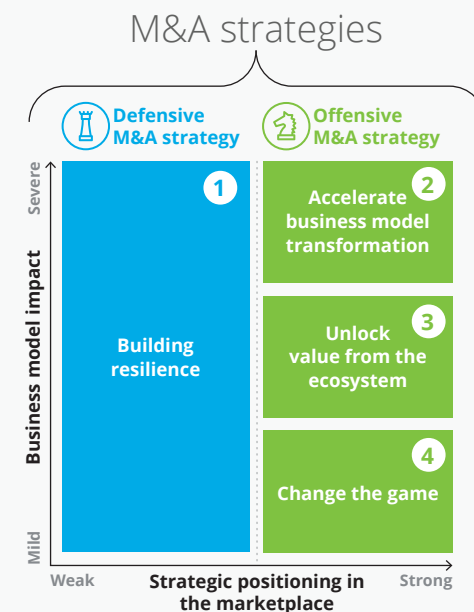 M&A strategies
Defensive
M&A strategy
Offensive
M&A strategy
Severe
Business model impact
Mild
1
Building
resilience
2
Accelerate
business model
transformation
3
Unlock
value from the
ecosystem
4
Change the game
Weak
Strategic positioning in
the marketplace
Strong